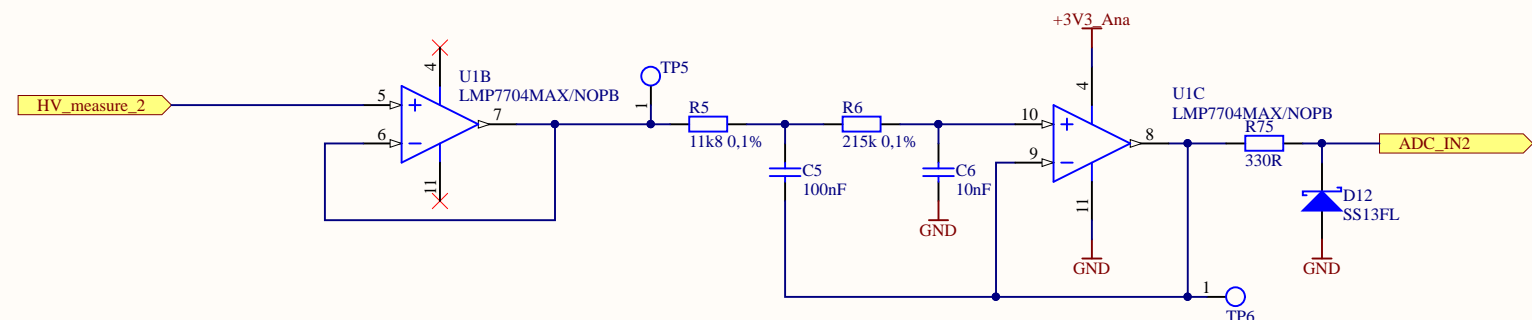 +3V3_Ana
HV_measure_2
5
+
4
U1B
LMP7704MAX/NOPB
6
-
7
11
TP5
1
R5
11k8 0,1%
R6
215k 0,1%
C5
100nF
C6
10nF
GND
10
+
9
-
4
U1C
LMP7704MAX/NOPB
8
11
GND
R75
330R
ADC_IN2
D12
SS13FL
GND
1
TP6